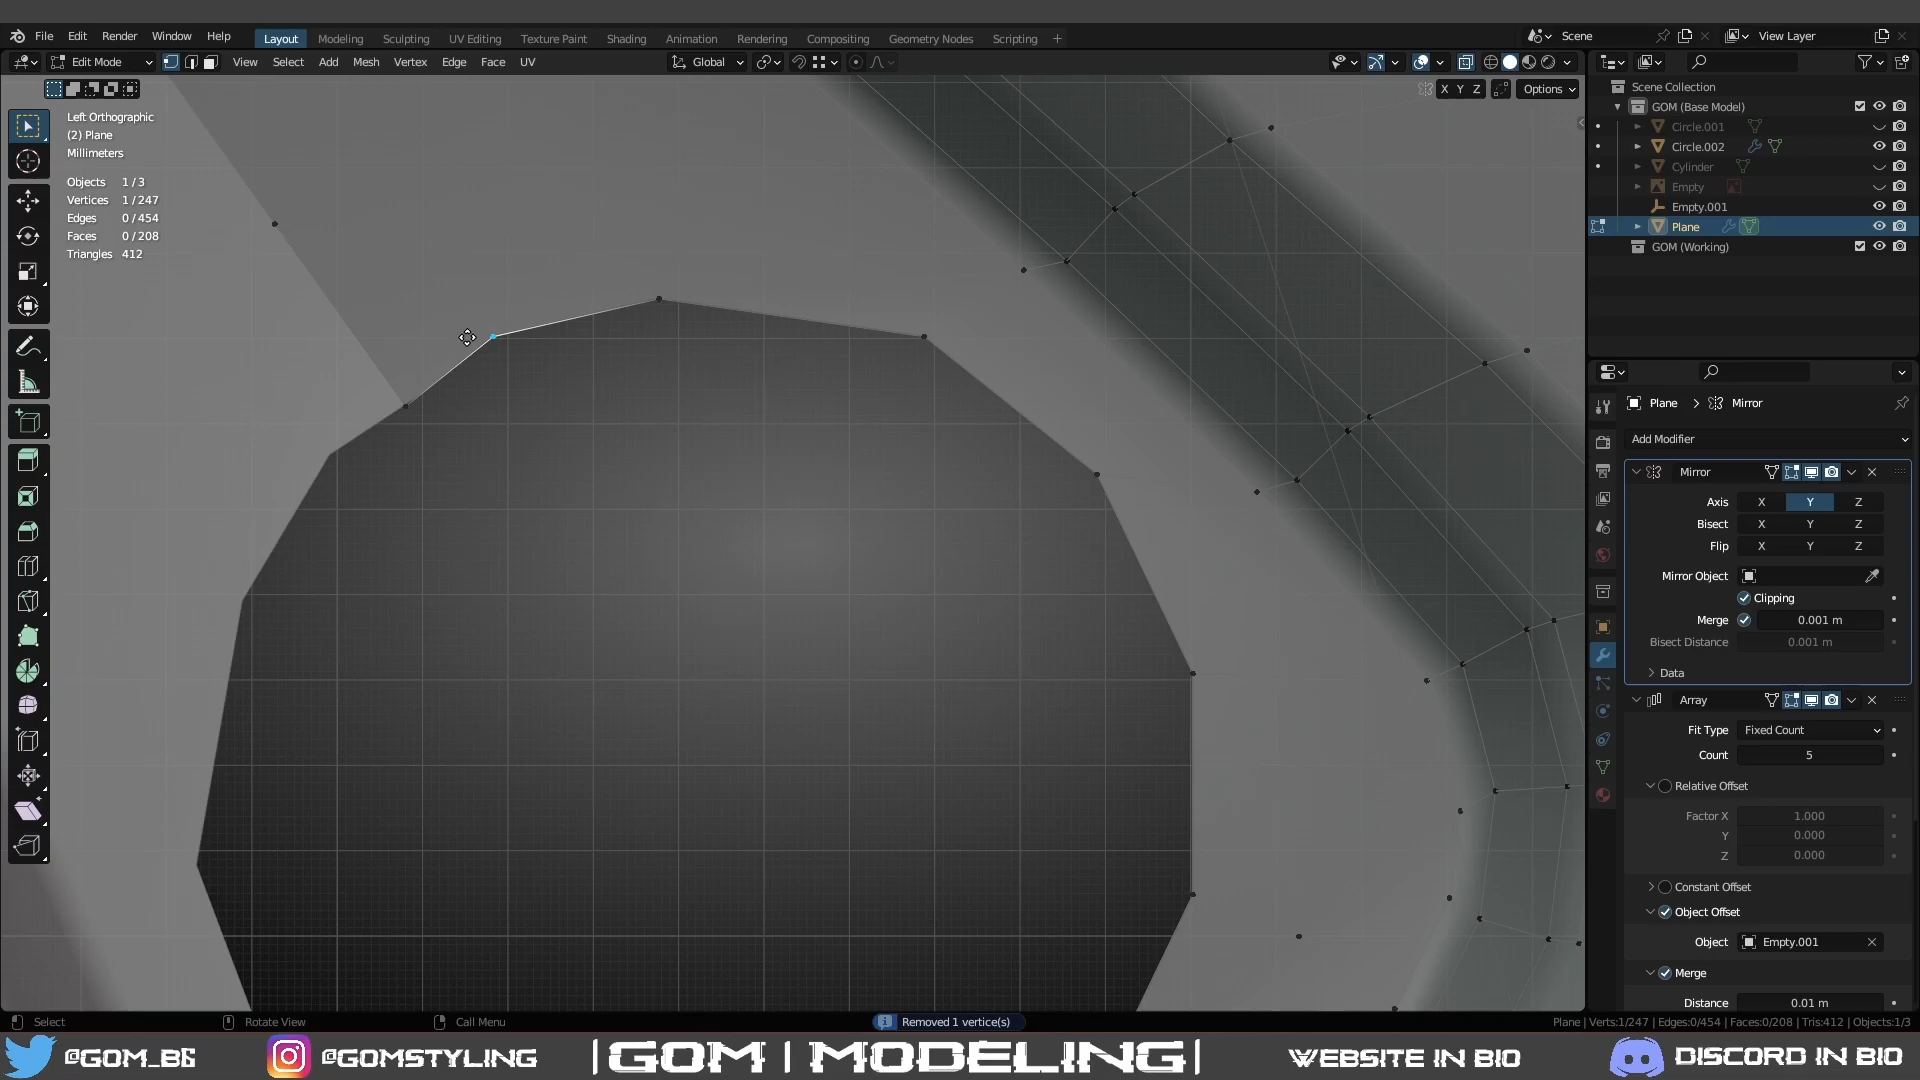 File Edit Render Window Help Layout Modeling Sculpting UV Editing Texture Paint Shading Animation Rendering Compositing Geometry Nodes Scripting + Scene View Layer
Edit Mode View Select Add Mesh Vertex Edge Face UV Global
X Y Z Options
Left Orthographic
(2) Plane
Millimeters
Objects 1/3
Vertices 1/247
Edges 0/454
Faces 0/208
Triangles 412
Scene Collection
GOM (Base Model)
Circle.001
Circle.002
Cylinder
Empty
Empty.001
Plane
GOM (Working)
Plane > Mirror
Add Modifier
Mirror
Axis X Y Z
Bisect X Y Z
Flip X Y Z
Mirror Object
Clipping
Merge 0.001 m
Bisect Distance 0.001 m
Data
Array
Fit Type Fixed Count
Count 5
Relative Offset
Factor X 1.000
Y 0.000
Z 0.000
Constant Offset
Object Offset
Object Empty.001
Merge
Distance 0.01 m
Select Rotate View Call Menu Removed 1 vertice(s) Plane | Verts:1/247 | Edges:0/454 | Faces:0/208 | Tris:412 | Objects:1/3
@GOM_B6 @GOMSTYLING |GOM | MODELING| WEBSITE IN BIO DISCORD IN BIO